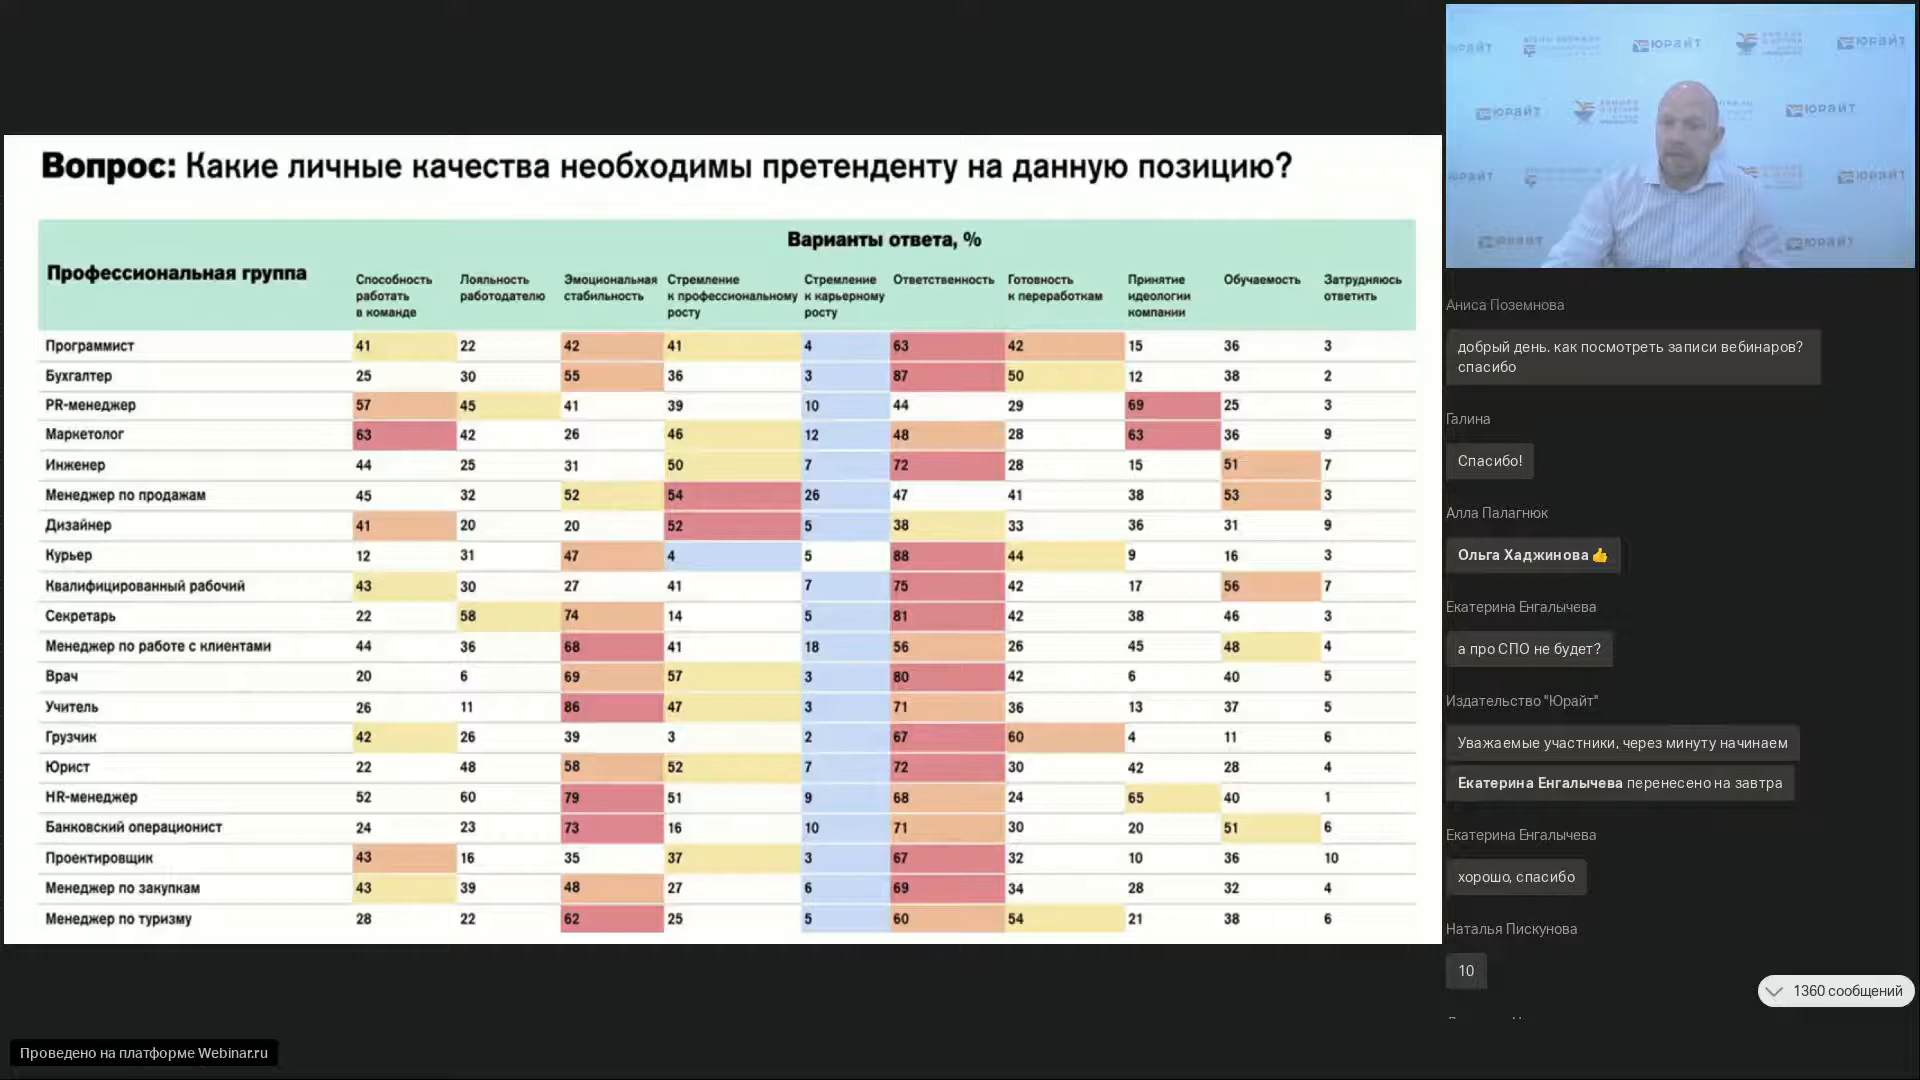 Вопрос: Какие личные качества необходимы претенденту на данную позицию?
Варианты ответа, %
Профессиональная группа
Способность работать в команде
Лояльность работодателю
Эмоциональная стабильность
Стремление к профессиональному росту
Стремление к карьерному росту
Ответственность
Готовность к переработкам
Принятие идеологии компании
Обучаемость
Затрудняюсь ответить
Программист 41 22 42 41 4 63 42 15 36 3
Бухгалтер 25 30 55 36 3 87 50 12 38 2
PR-менеджер 57 45 41 39 10 44 29 69 25 3
Маркетолог 63 42 26 46 12 48 28 63 36 9
Инженер 44 25 31 50 7 72 28 15 51 7
Менеджер по продажам 45 32 52 54 26 47 41 38 53 3
Дизайнер 41 20 20 52 5 38 33 36 31 9
Курьер 12 31 47 4 5 88 44 9 16 3
Квалифицированный рабочий 43 30 27 41 7 75 42 17 56 7
Секретарь 22 58 74 14 5 81 42 38 46 3
Менеджер по работе с клиентами 44 36 68 41 18 56 26 45 48 4
Врач 20 6 69 57 3 80 42 6 40 5
Учитель 26 11 86 47 3 71 36 13 37 5
Грузчик 42 26 39 3 2 67 60 4 11 6
Юрист 22 48 58 52 7 72 30 42 28 4
HR-менеджер 52 60 79 51 9 68 24 65 40 1
Банковский операционист 24 23 73 16 10 71 30 20 51 6
Проектировщик 43 16 35 37 3 67 32 10 36 10
Менеджер по закупкам 43 39 48 27 6 69 34 28 32 4
Менеджер по туризму 28 22 62 25 5 60 54 21 38 6
Проведено на платформе Webinar.ru
юрайт
юрайт
юрайт
юрайт
юрайт
юрайт
юрайт
юрайт
юрайт
Аниса Поземнова
добрый день. как посмотреть записи вебинаров?
спасибо
Галина
Спасибо!
Алла Палагнюк
Ольга Хаджинова👍
Екатерина Енгалычева
а про СПО не будет?
Издательство "Юрайт"
Уважаемые участники, через минуту начинаем
Екатерина Енгалычева перенесено на завтра
Екатерина Енгалычева
хорошо, спасибо
Наталья Пискунова
10
1360 сообщений